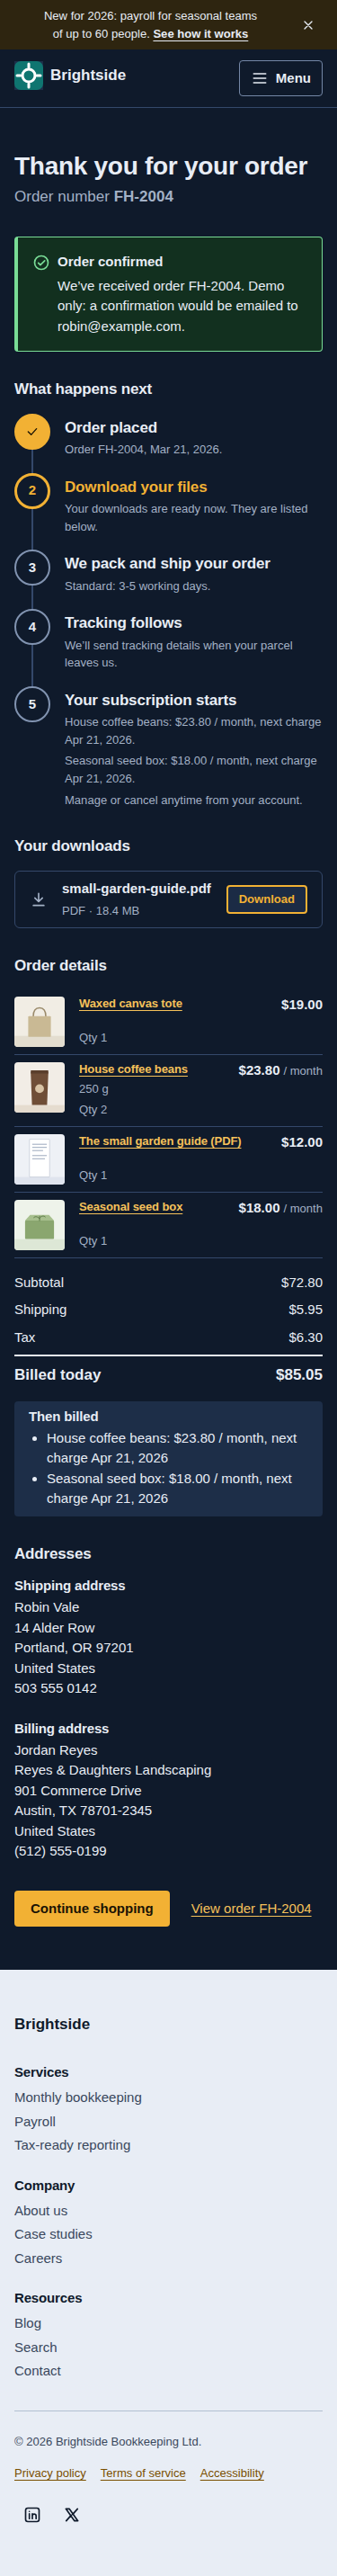 New for 2026: payroll for seasonal teams
of up to 60 people. See how it works
Brightside
Menu
Thank you for your order
Order number FH-2004
Order confirmed
We've received order FH-2004. Demo
only: a confirmation would be emailed to
robin@example.com.
What happens next
Order placed
Order FH-2004, Mar 21, 2026.
2
Download your files
Your downloads are ready now. They are listed
below.
3
We pack and ship your order
Standard: 3-5 working days.
4
Tracking follows
We'll send tracking details when your parcel
leaves us.
5
Your subscription starts
House coffee beans: $23.80 / month, next charge
Apr 21, 2026.
Seasonal seed box: $18.00 / month, next charge
Apr 21, 2026.
Manage or cancel anytime from your account.
Your downloads
small-garden-guide.pdf
PDF · 18.4 MB
Download
Order details
Waxed canvas tote $19.00
Qty 1
House coffee beans $23.80 / month
250 g
Qty 2
The small garden guide (PDF) $12.00
Qty 1
Seasonal seed box $18.00 / month
Qty 1
Subtotal $72.80
Shipping $5.95
Tax $6.30
Billed today $85.05
Then billed
• House coffee beans: $23.80 / month, next
charge Apr 21, 2026
• Seasonal seed box: $18.00 / month, next
charge Apr 21, 2026
Addresses
Shipping address
Robin Vale
14 Alder Row
Portland, OR 97201
United States
503 555 0142
Billing address
Jordan Reyes
Reyes & Daughters Landscaping
901 Commerce Drive
Austin, TX 78701-2345
United States
(512) 555-0199
Continue shopping View order FH-2004
Brightside
Services
Monthly bookkeeping
Payroll
Tax-ready reporting
Company
About us
Case studies
Careers
Resources
Blog
Search
Contact
© 2026 Brightside Bookkeeping Ltd.
Privacy policy Terms of service Accessibility